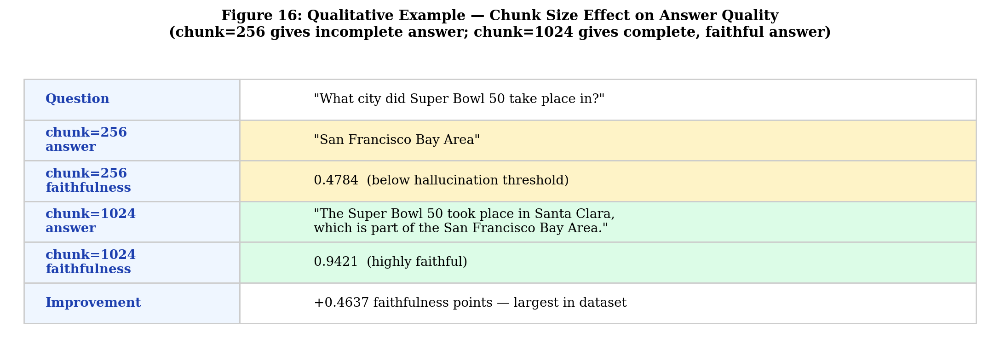 Figure 16: Qualitative Example — Chunk Size Effect on Answer Quality
(chunk=256 gives incomplete answer; chunk=1024 gives complete, faithful answer)
Question
"What city did Super Bowl 50 take place in?"
chunk=256
answer
"San Francisco Bay Area"
chunk=256
faithfulness
0.4784  (below hallucination threshold)
chunk=1024
answer
"The Super Bowl 50 took place in Santa Clara,
which is part of the San Francisco Bay Area."
chunk=1024
faithfulness
0.9421  (highly faithful)
Improvement
+0.4637 faithfulness points — largest in dataset